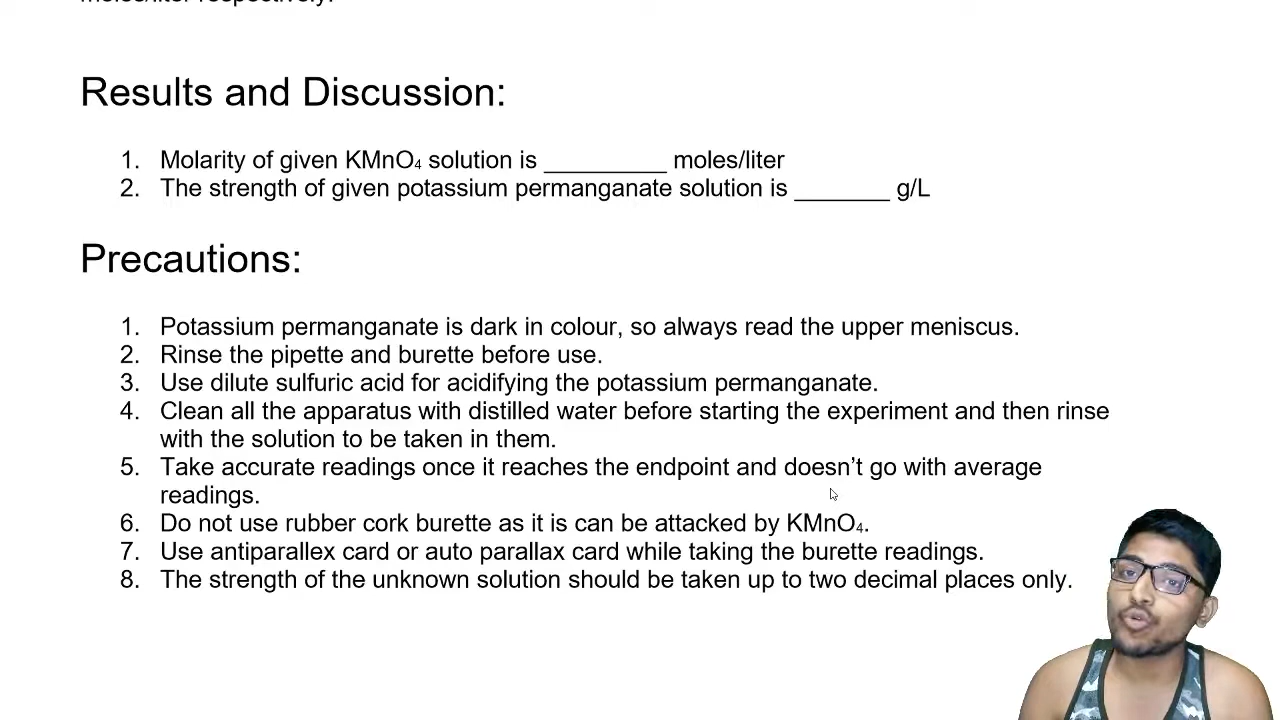 moles/liter respectively.
Results and Discussion:
1. Molarity of given KMnO₄ solution is _________ moles/liter
2. The strength of given potassium permanganate solution is _______ g/L
Precautions:
1. Potassium permanganate is dark in colour, so always read the upper meniscus.
2. Rinse the pipette and burette before use.
3. Use dilute sulfuric acid for acidifying the potassium permanganate.
4. Clean all the apparatus with distilled water before starting the experiment and then rinse
with the solution to be taken in them.
5. Take accurate readings once it reaches the endpoint and doesn’t go with average
readings.
6. Do not use rubber cork burette as it is can be attacked by KMnO₄.
7. Use antiparallex card or auto parallax card while taking the burette readings.
8. The strength of the unknown solution should be taken up to two decimal places only.